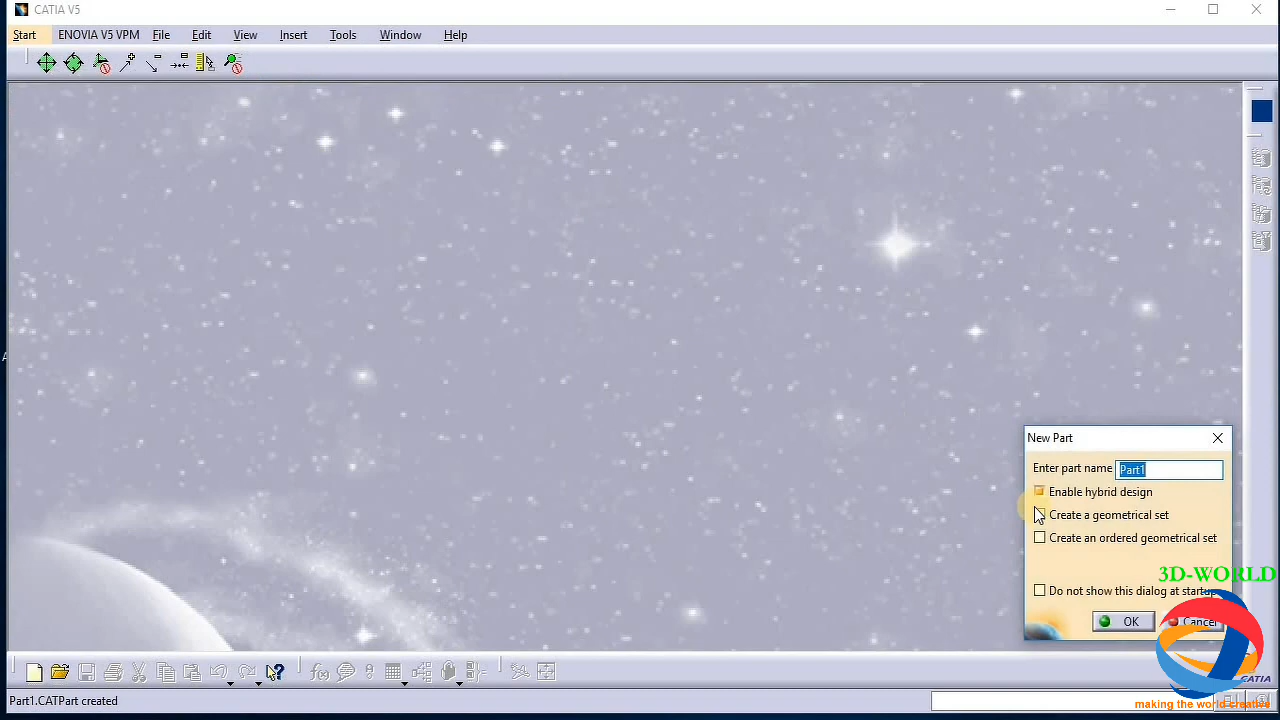 CATIA V5
Start ENOVIA V5 VPM File Edit View Insert Tools Window Help
New Part
Enter part name Part1
Enable hybrid design
Create a geometrical set
Create an ordered geometrical set
3D-WORLD
Do not show this dialog at startup
OK Cancel
CATIA
Part1.CATPart created
making the world creative